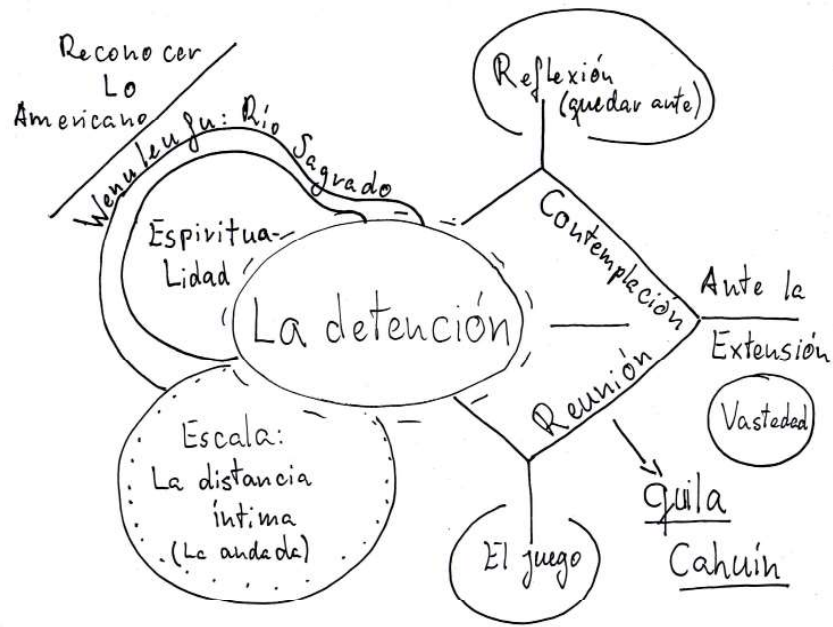 Reconocer
Lo
Americano
Wenuleufu: Río Sagrado
Espiritua-
Lidad
La detención
Escala:
La distancia
íntima
(La andada)
Reflexión
(quedar ante)
Contemplación
Reunión
Ante la
Extensión
Vastedad
quila
Cahuín
El juego